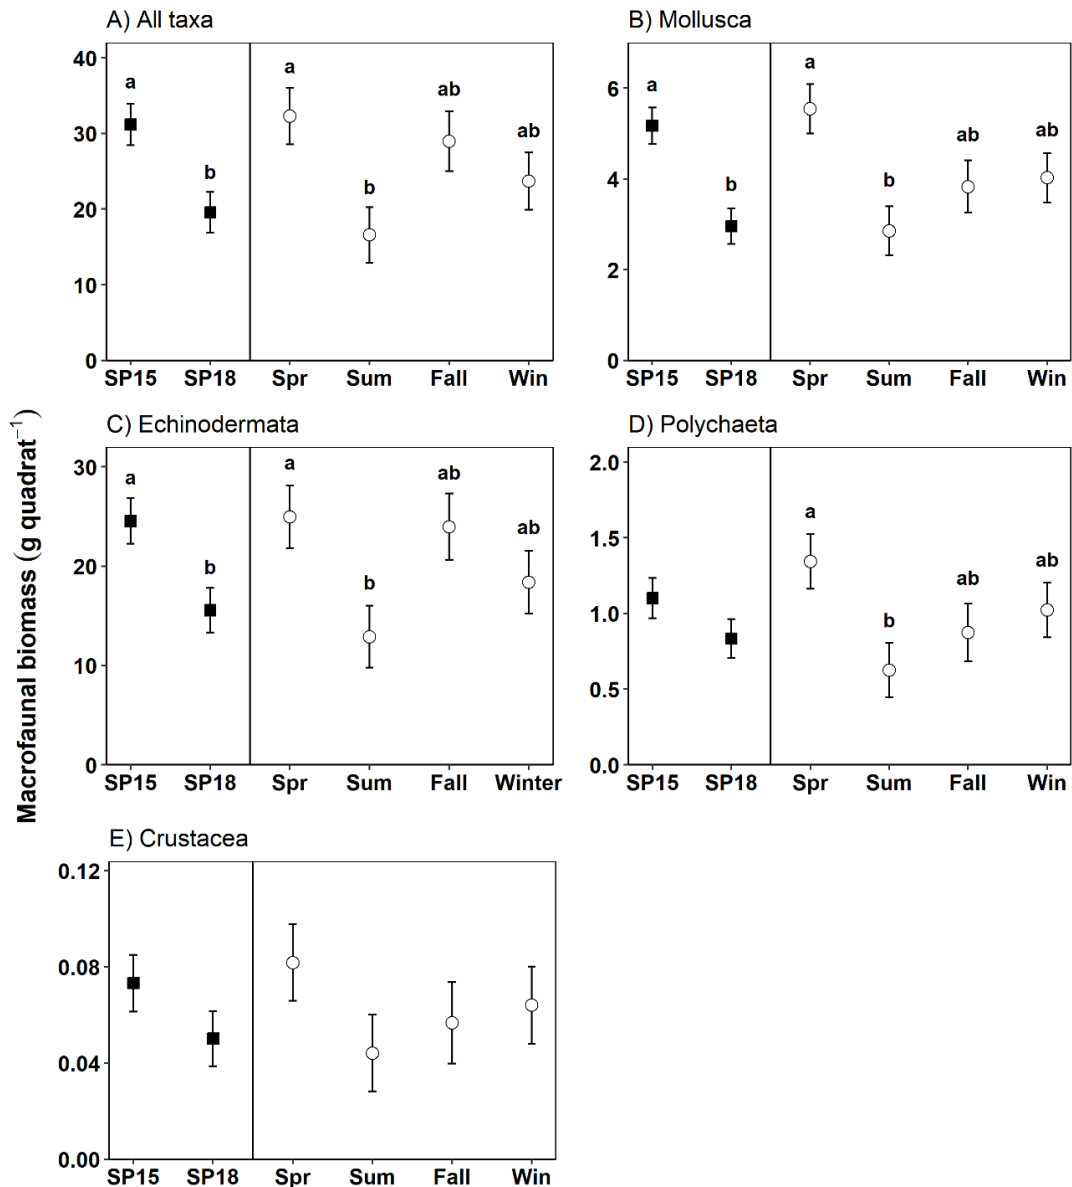 A) All taxa
40
30
20
10
0
a
b
a
b
ab
ab
SP15 SP18 Spr Sum Fall Win
B) Mollusca
6
4
2
0
a
b
a
b
ab
ab
SP15 SP18 Spr Sum Fall Win
Macrofaunal biomass (g quadrat⁻¹)
C) Echinodermata
30
20
10
0
a
b
a
b
ab
ab
SP15 SP18 Spr Sum Fall Winter
D) Polychaeta
2.0
1.5
1.0
0.5
0.0
a
b
ab
ab
SP15 SP18 Spr Sum Fall Win
E) Crustacea
0.12
0.08
0.04
0.00
SP15 SP18 Spr Sum Fall Win